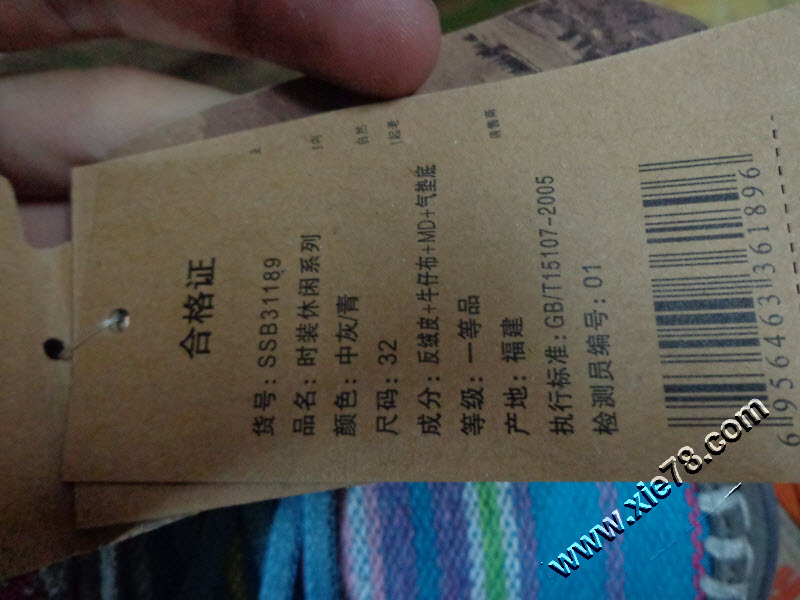 合格证
货号: SSB31189
品名: 时装休闲系列
颜色: 中灰/青
尺码: 32
成分: 反绒皮+牛仔布+MD+气垫底
等级: 一等品
产地: 福建
执行标准: GB/T15107-2005
检测员编号: 01
6 956463 361896
www.xie78.com